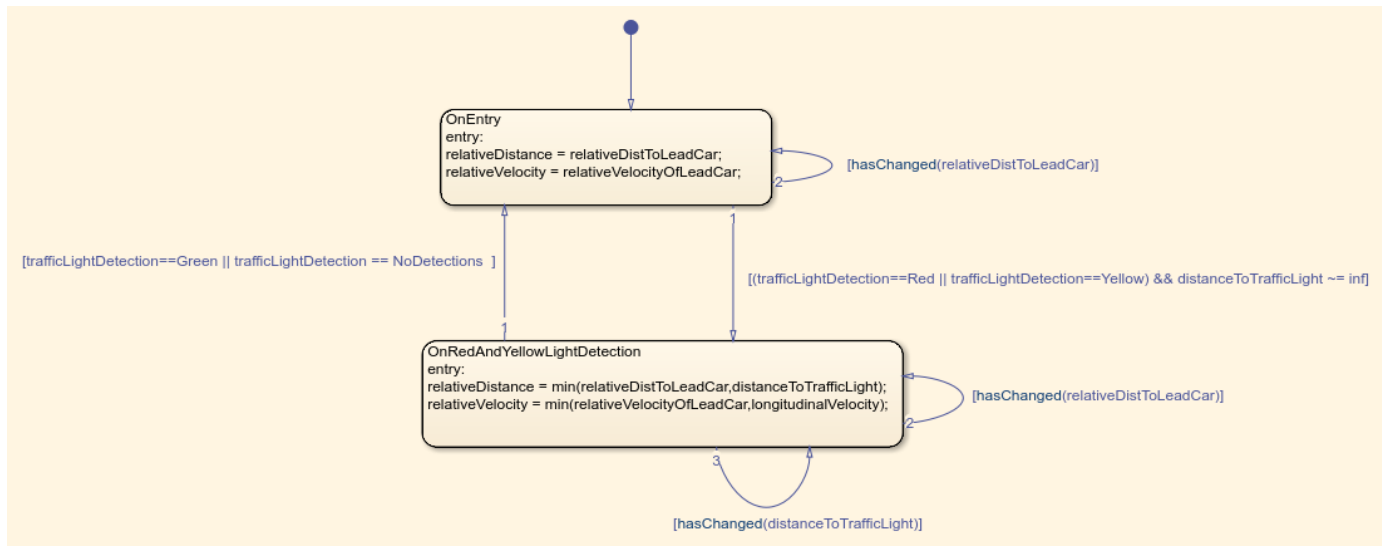 OnEntry
entry:
relativeDistance = relativeDistToLeadCar;
relativeVelocity = relativeVelocityOfLeadCar;
2
[hasChanged(relativeDistToLeadCar)]
1
[trafficLightDetection==Green || trafficLightDetection == NoDetections ]
[(trafficLightDetection==Red || trafficLightDetection==Yellow) && distanceToTrafficLight ~= inf]
1
OnRedAndYellowLightDetection
entry:
relativeDistance = min(relativeDistToLeadCar,distanceToTrafficLight);
relativeVelocity = min(relativeVelocityOfLeadCar,longitudinalVelocity);
[hasChanged(relativeDistToLeadCar)]
2
3
[hasChanged(distanceToTrafficLight)]